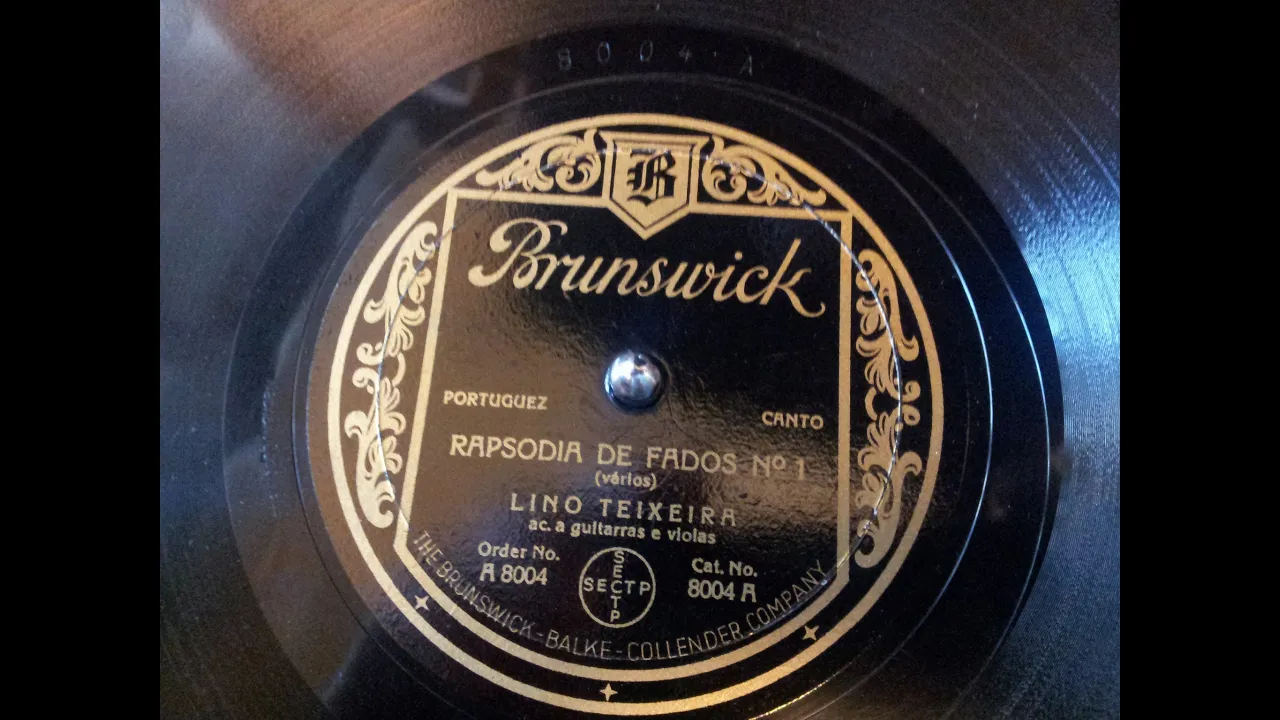 8004·A
B
Brunswick
PORTUGUEZ
CANTO
RAPSODIA DE FADOS Nº 1
(vários)
LINO TEIXEIRA
ac. a guitarras e violas
Order No.
A 8004
SECTP
SECTP
Cat. No.
8004 A
THE BRUNSWICK-BALKE-COLLENDER COMPANY